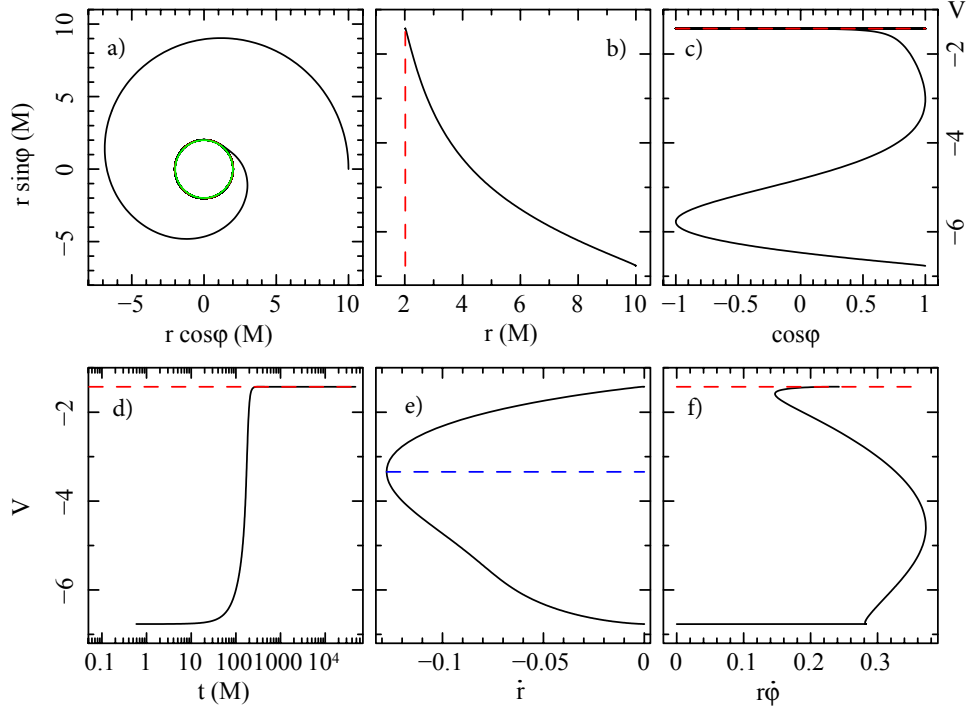 a)
r sinφ (M)
10
5
0
−5
−5
0
5
10
r cosφ (M)
b)
2
4
6
8
10
r (M)
c)
V
−2
−4
−6
−1
−0.5
0
0.5
1
cosφ
d)
V
−2
−4
−6
0.1
1
10
100
1000
10⁴
t (M)
e)
−0.1
−0.05
0
ṙ
f)
0
0.1
0.2
0.3
rφ̇